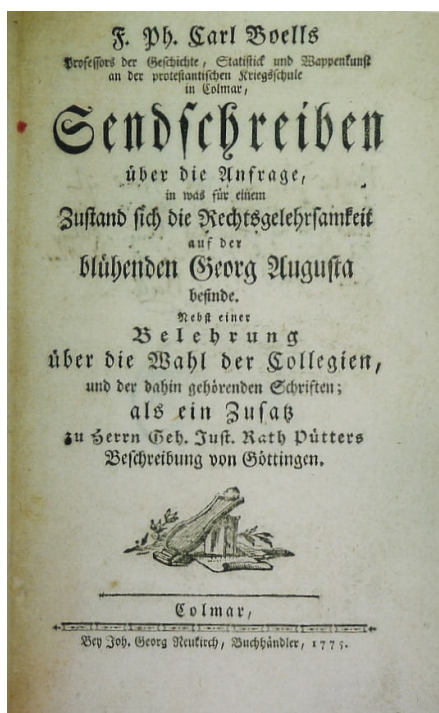 F. Ph. Carl Boells
Professors der Geschichte, Statistick und Wappenkunst
an der protestantischen Kriegsschule
in Colmar,
Sendschreiben
über die Anfrage,
in was für einem
Zustand sich die Rechtsgelehrsamkeit
auf der
blühenden Georg Augusta
befinde.
Nebst einer
Belehrung
über die Wahl der Collegien,
und der dahin gehörenden Schriften;
als ein Zusatz
zu Herrn Geh. Just. Rath Pütters
Beschreibung von Göttingen.
Colmar,
Bey Joh. Georg Neukirch, Buchhändler, 1775.